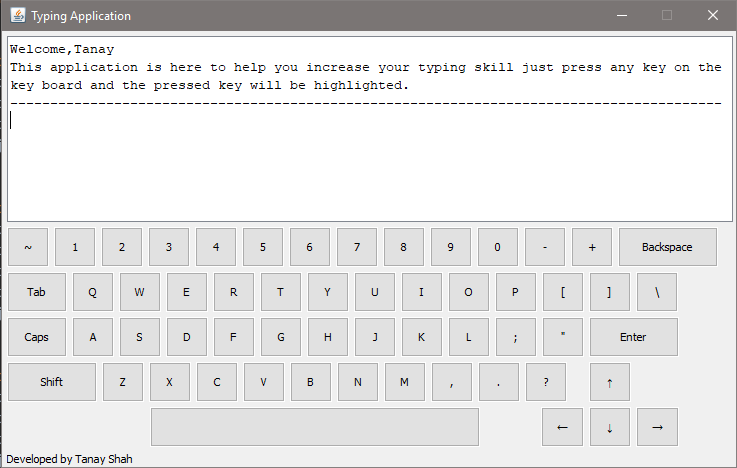 Typing Application
Welcome,Tanay
This application is here to help you increase your typing skill just press any key on the
key board and the pressed key will be highlighted.
-----------------------------------------------------------------------------------------
~ 1 2 3 4 5 6 7 8 9 0 - + Backspace
Tab Q W E R T Y U I O P [ ] \
Caps A S D F G H J K L ; " Enter
Shift Z X C V B N M , . ? ↑
← ↓ →
Developed by Tanay Shah